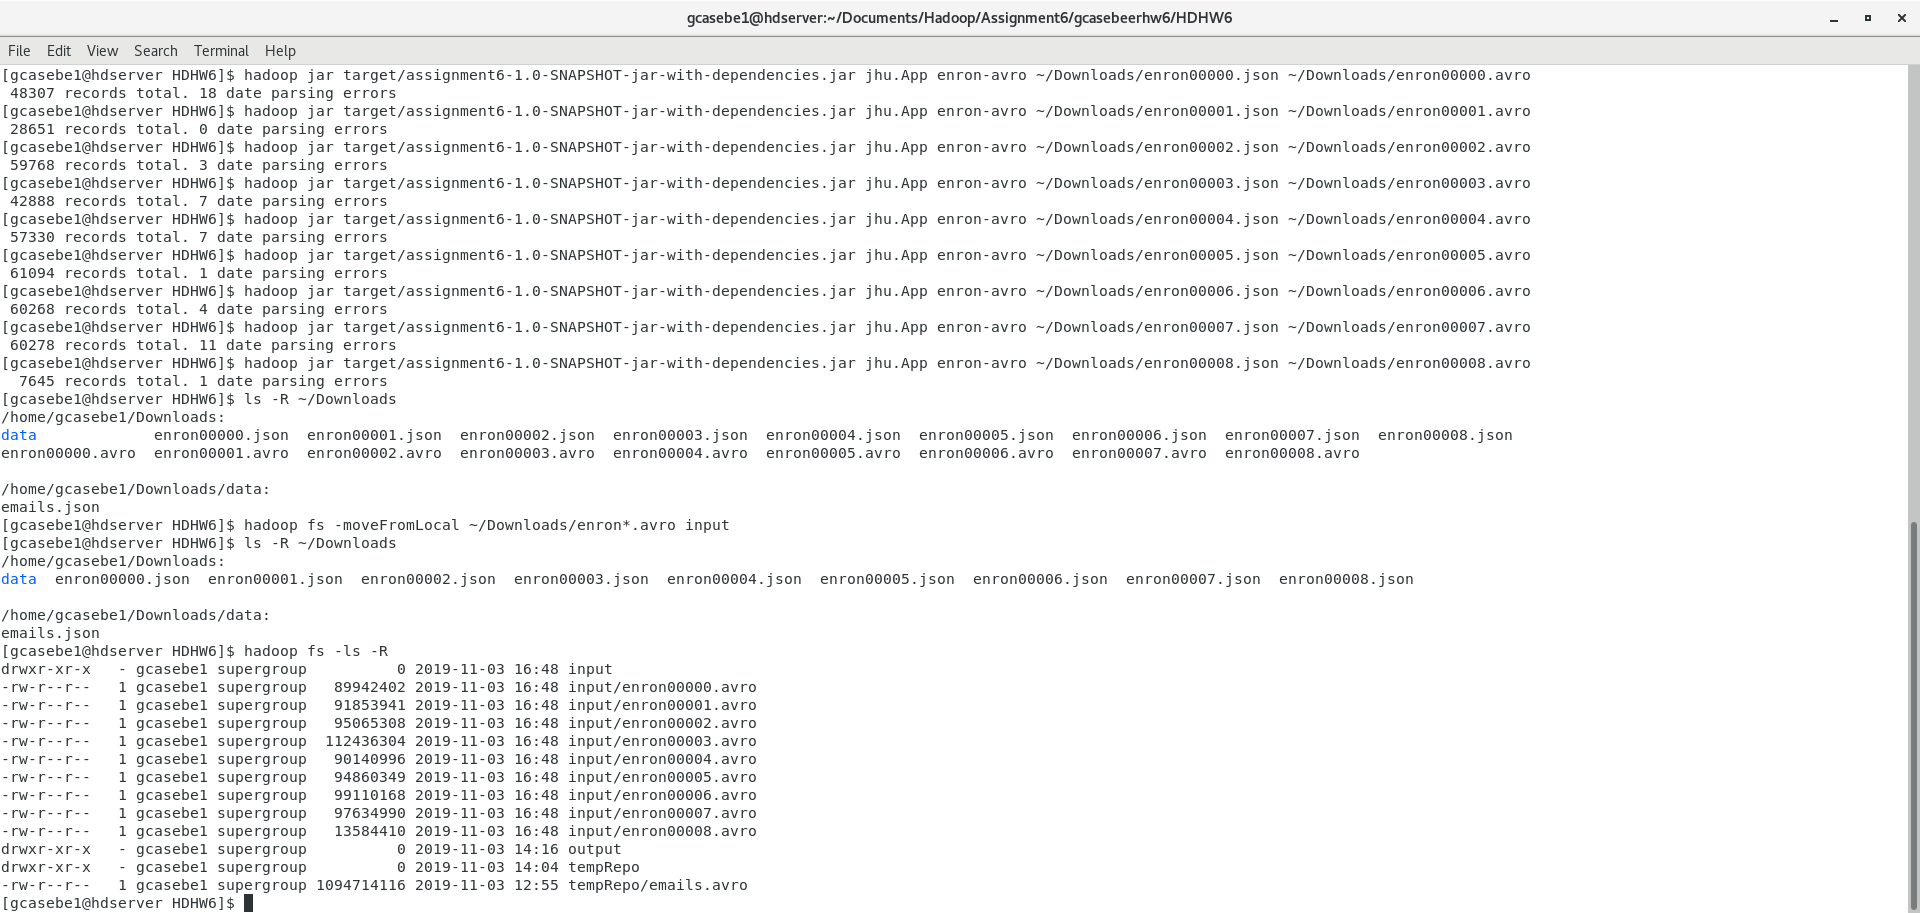 gcasebe1@hdserver:~/Documents/Hadoop/Assignment6/gcasebeerhw6/HDHW6
File Edit View Search Terminal Help
[gcasebe1@hdserver HDHW6]$ hadoop jar target/assignment6-1.0-SNAPSHOT-jar-with-dependencies.jar jhu.App enron-avro ~/Downloads/enron00000.json ~/Downloads/enron00000.avro
 48307 records total. 18 date parsing errors
[gcasebe1@hdserver HDHW6]$ hadoop jar target/assignment6-1.0-SNAPSHOT-jar-with-dependencies.jar jhu.App enron-avro ~/Downloads/enron00001.json ~/Downloads/enron00001.avro
 28651 records total. 0 date parsing errors
[gcasebe1@hdserver HDHW6]$ hadoop jar target/assignment6-1.0-SNAPSHOT-jar-with-dependencies.jar jhu.App enron-avro ~/Downloads/enron00002.json ~/Downloads/enron00002.avro
 59768 records total. 3 date parsing errors
[gcasebe1@hdserver HDHW6]$ hadoop jar target/assignment6-1.0-SNAPSHOT-jar-with-dependencies.jar jhu.App enron-avro ~/Downloads/enron00003.json ~/Downloads/enron00003.avro
 42888 records total. 7 date parsing errors
[gcasebe1@hdserver HDHW6]$ hadoop jar target/assignment6-1.0-SNAPSHOT-jar-with-dependencies.jar jhu.App enron-avro ~/Downloads/enron00004.json ~/Downloads/enron00004.avro
 57330 records total. 7 date parsing errors
[gcasebe1@hdserver HDHW6]$ hadoop jar target/assignment6-1.0-SNAPSHOT-jar-with-dependencies.jar jhu.App enron-avro ~/Downloads/enron00005.json ~/Downloads/enron00005.avro
 61094 records total. 1 date parsing errors
[gcasebe1@hdserver HDHW6]$ hadoop jar target/assignment6-1.0-SNAPSHOT-jar-with-dependencies.jar jhu.App enron-avro ~/Downloads/enron00006.json ~/Downloads/enron00006.avro
 60268 records total. 4 date parsing errors
[gcasebe1@hdserver HDHW6]$ hadoop jar target/assignment6-1.0-SNAPSHOT-jar-with-dependencies.jar jhu.App enron-avro ~/Downloads/enron00007.json ~/Downloads/enron00007.avro
 60278 records total. 11 date parsing errors
[gcasebe1@hdserver HDHW6]$ hadoop jar target/assignment6-1.0-SNAPSHOT-jar-with-dependencies.jar jhu.App enron-avro ~/Downloads/enron00008.json ~/Downloads/enron00008.avro
  7645 records total. 1 date parsing errors
[gcasebe1@hdserver HDHW6]$ ls -R ~/Downloads
/home/gcasebe1/Downloads:
data             enron00000.json  enron00001.json  enron00002.json  enron00003.json  enron00004.json  enron00005.json  enron00006.json  enron00007.json  enron00008.json
enron00000.avro  enron00001.avro  enron00002.avro  enron00003.avro  enron00004.avro  enron00005.avro  enron00006.avro  enron00007.avro  enron00008.avro
/home/gcasebe1/Downloads/data:
emails.json
[gcasebe1@hdserver HDHW6]$ hadoop fs -moveFromLocal ~/Downloads/enron*.avro input
[gcasebe1@hdserver HDHW6]$ ls -R ~/Downloads
/home/gcasebe1/Downloads:
data  enron00000.json  enron00001.json  enron00002.json  enron00003.json  enron00004.json  enron00005.json  enron00006.json  enron00007.json  enron00008.json
/home/gcasebe1/Downloads/data:
emails.json
[gcasebe1@hdserver HDHW6]$ hadoop fs -ls -R
drwxr-xr-x   - gcasebe1 supergroup          0 2019-11-03 16:48 input
-rw-r--r--   1 gcasebe1 supergroup   89942402 2019-11-03 16:48 input/enron00000.avro
-rw-r--r--   1 gcasebe1 supergroup   91853941 2019-11-03 16:48 input/enron00001.avro
-rw-r--r--   1 gcasebe1 supergroup   95065308 2019-11-03 16:48 input/enron00002.avro
-rw-r--r--   1 gcasebe1 supergroup  112436304 2019-11-03 16:48 input/enron00003.avro
-rw-r--r--   1 gcasebe1 supergroup   90140996 2019-11-03 16:48 input/enron00004.avro
-rw-r--r--   1 gcasebe1 supergroup   94860349 2019-11-03 16:48 input/enron00005.avro
-rw-r--r--   1 gcasebe1 supergroup   99110168 2019-11-03 16:48 input/enron00006.avro
-rw-r--r--   1 gcasebe1 supergroup   97634990 2019-11-03 16:48 input/enron00007.avro
-rw-r--r--   1 gcasebe1 supergroup   13584410 2019-11-03 16:48 input/enron00008.avro
drwxr-xr-x   - gcasebe1 supergroup          0 2019-11-03 14:16 output
drwxr-xr-x   - gcasebe1 supergroup          0 2019-11-03 14:04 tempRepo
-rw-r--r--   1 gcasebe1 supergroup 1094714116 2019-11-03 12:55 tempRepo/emails.avro
[gcasebe1@hdserver HDHW6]$